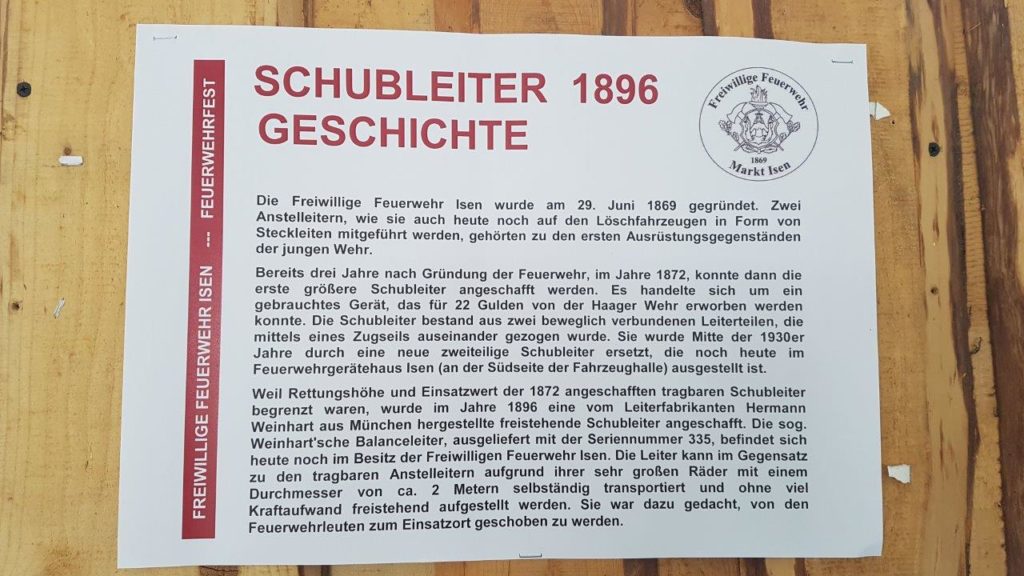 SCHUBLEITER 1896
GESCHICHTE
FREIWILLIGE FEUERWEHR ISEN --- FEUERWEHRFEST
Freiwillige Feuerwehr
1869
Markt Isen
Die Freiwillige Feuerwehr Isen wurde am 29. Juni 1869 gegründet. Zwei
Anstelleitern, wie sie auch heute noch auf den Löschfahrzeugen in Form von
Steckleiten mitgeführt werden, gehörten zu den ersten Ausrüstungsgegenständen
der jungen Wehr.
Bereits drei Jahre nach Gründung der Feuerwehr, im Jahre 1872, konnte dann die
erste größere Schubleiter angeschafft werden. Es handelte sich um ein
gebrauchtes Gerät, das für 22 Gulden von der Haager Wehr erworben werden
konnte. Die Schubleiter bestand aus zwei beweglich verbundenen Leiterteilen, die
mittels eines Zugseils auseinander gezogen wurde. Sie wurde Mitte der 1930er
Jahre durch eine neue zweiteilige Schubleiter ersetzt, die noch heute im
Feuerwehrgerätehaus Isen (an der Südseite der Fahrzeughalle) ausgestellt ist.
Weil Rettungshöhe und Einsatzwert der 1872 angeschafften tragbaren Schubleiter
begrenzt waren, wurde im Jahre 1896 eine vom Leiterfabrikanten Hermann
Weinhart aus München hergestellte freistehende Schubleiter angeschafft. Die sog.
Weinhart'sche Balanceleiter, ausgeliefert mit der Seriennummer 335, befindet sich
heute noch im Besitz der Freiwilligen Feuerwehr Isen. Die Leiter kann im Gegensatz
zu den tragbaren Anstelleitern aufgrund ihrer sehr großen Räder mit einem
Durchmesser von ca. 2 Metern selbständig transportiert und ohne viel
Kraftaufwand freistehend aufgestellt werden. Sie war dazu gedacht, von den
Feuerwehrleuten zum Einsatzort geschoben zu werden.